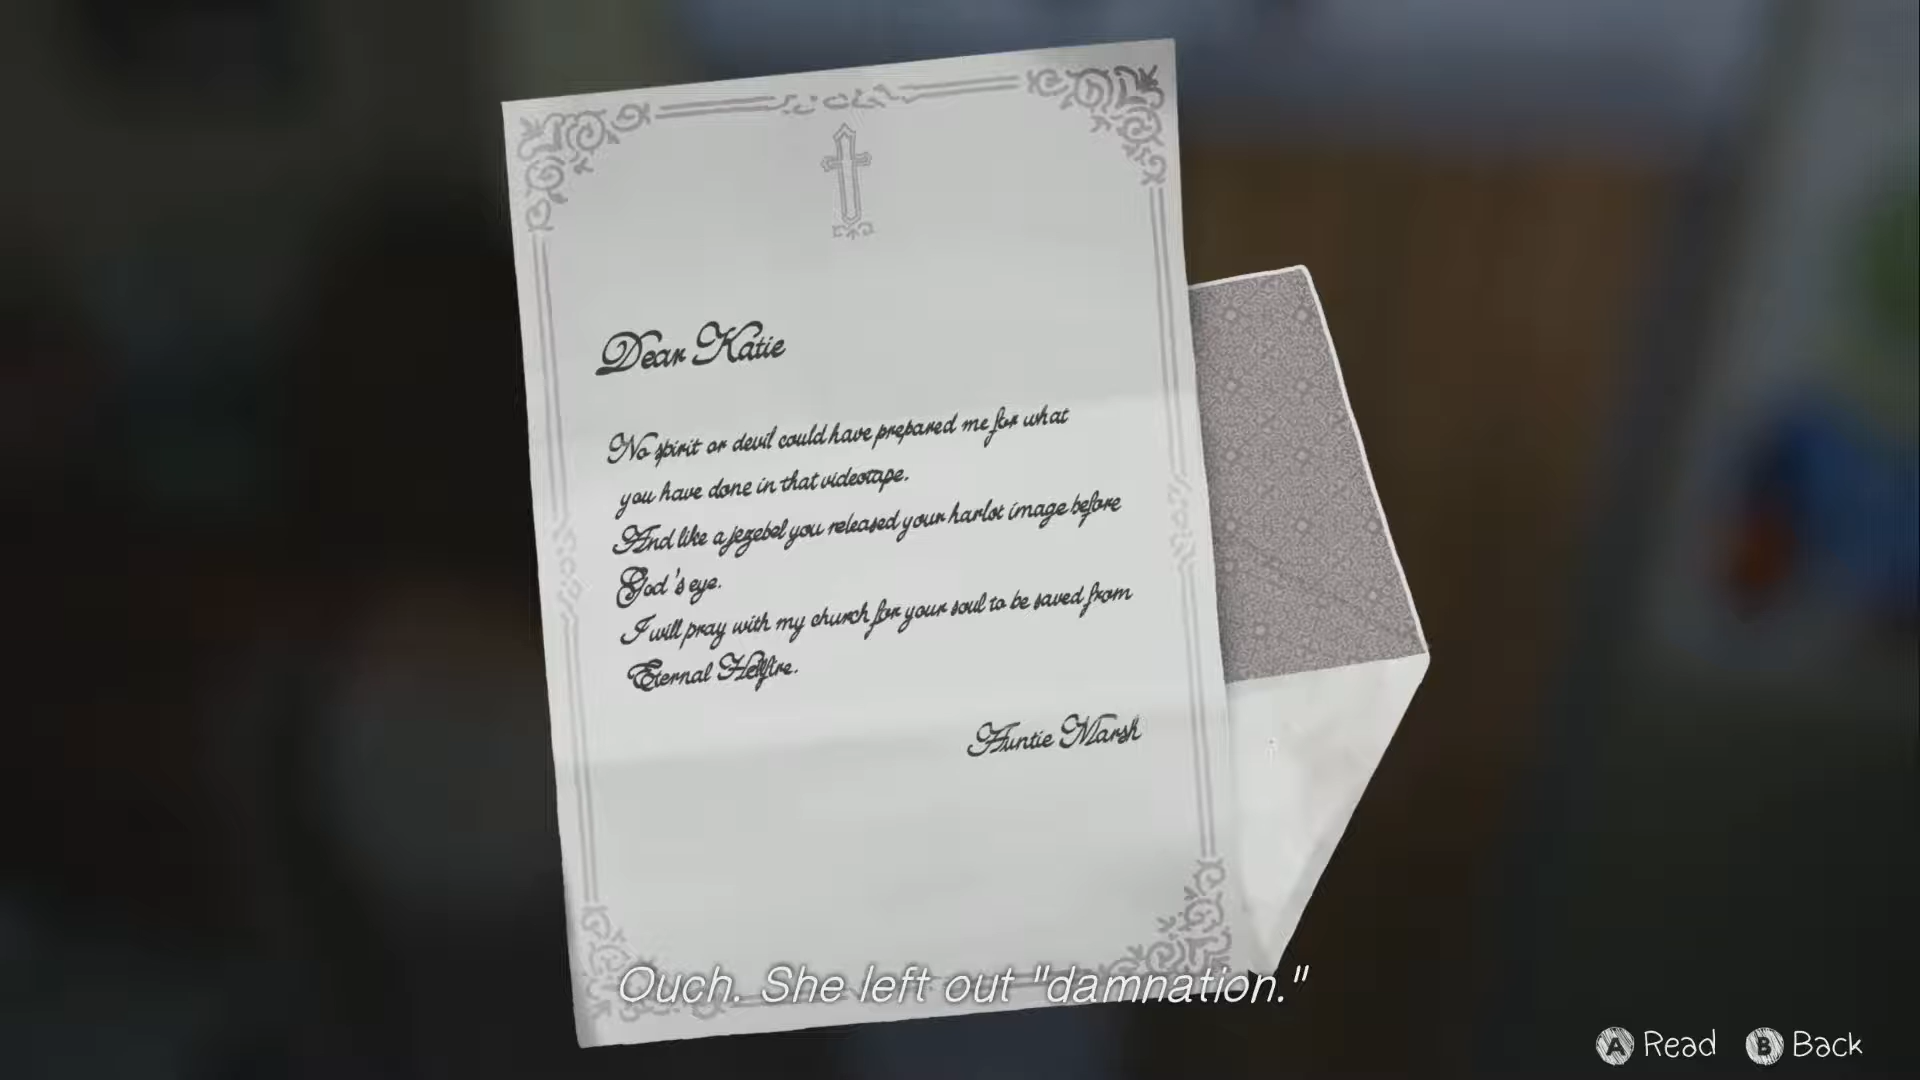 Dear Katie
No spirit or devil could have prepared me for what
you have done in that videotape.
And like a jezebel you released your harlot image before
God's eye.
I will pray with my church for your soul to be saved from
Eternal Hellfire.
Auntie Marsh
Ouch. She left out "damnation."
A Read B Back